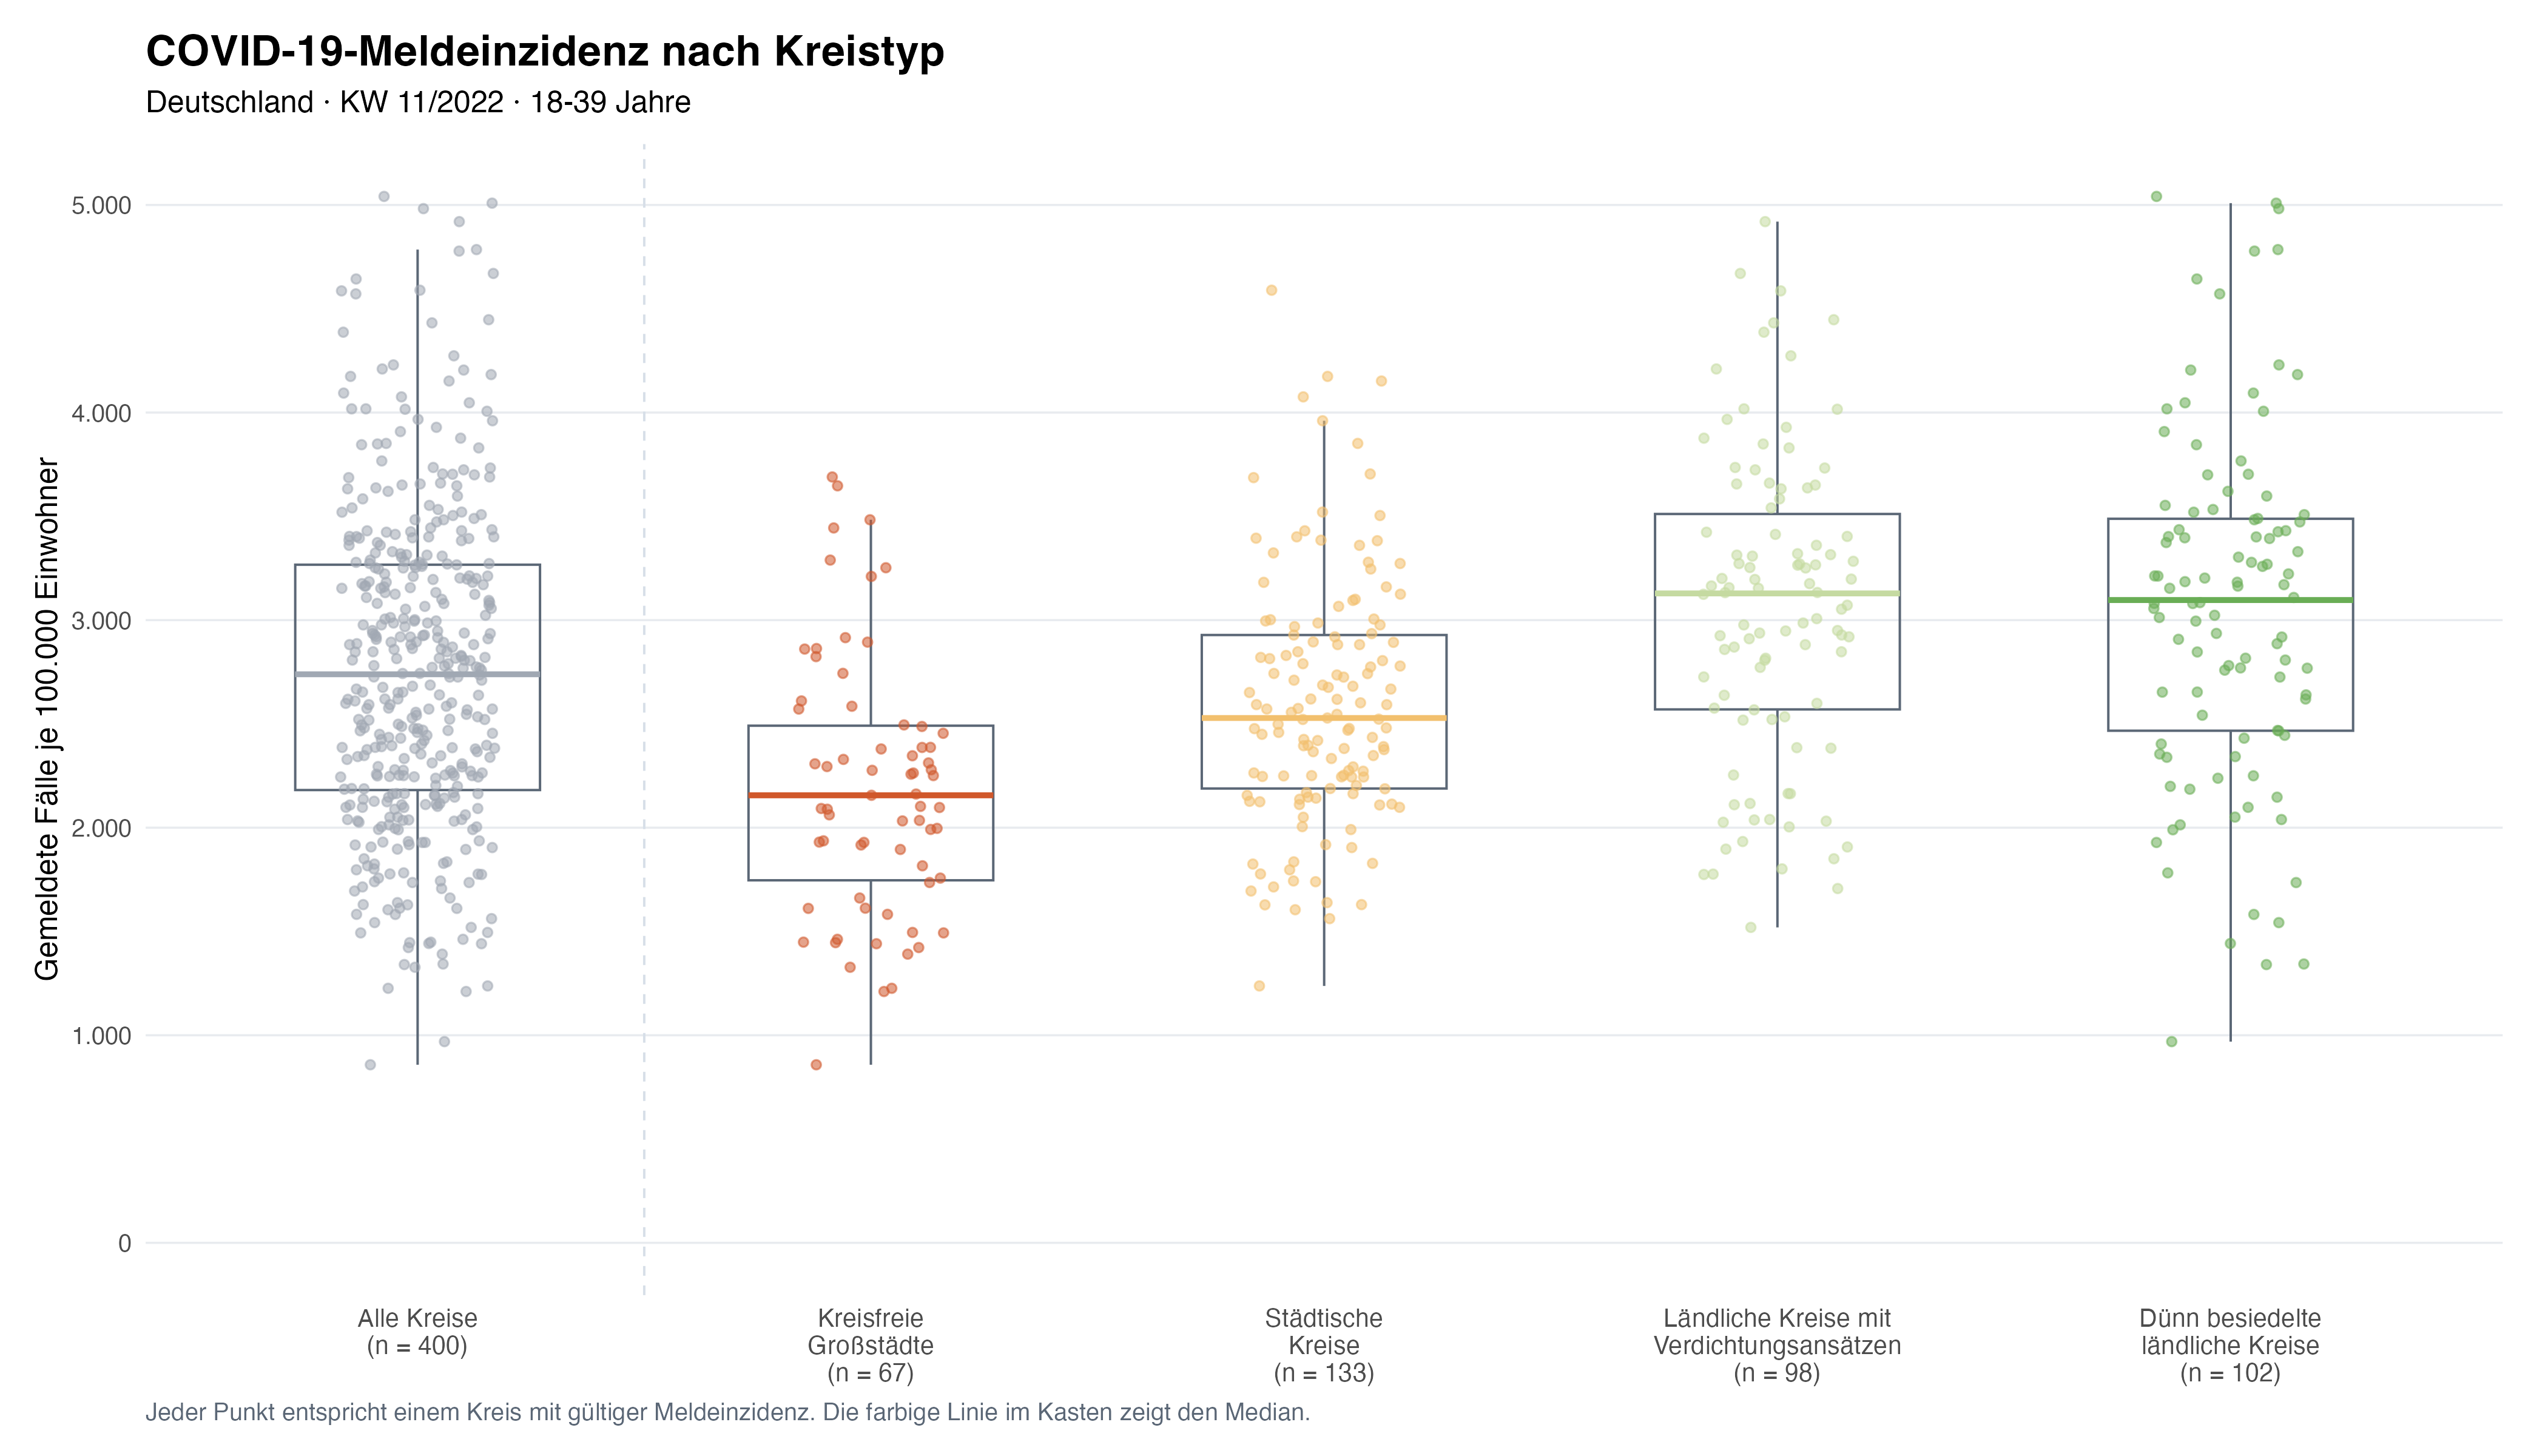 COVID-19-Meldeinzidenz nach Kreistyp
Deutschland · KW 11/2022 · 18-39 Jahre
Gemeldete Fälle je 100.000 Einwohner
5.000
4.000
3.000
2.000
1.000
0
Alle Kreise
(n = 400)
Kreisfreie
Großstädte
(n = 67)
Städtische
Kreise
(n = 133)
Ländliche Kreise mit
Verdichtungsansätzen
(n = 98)
Dünn besiedelte
ländliche Kreise
(n = 102)
Jeder Punkt entspricht einem Kreis mit gültiger Meldeinzidenz. Die farbige Linie im Kasten zeigt den Median.